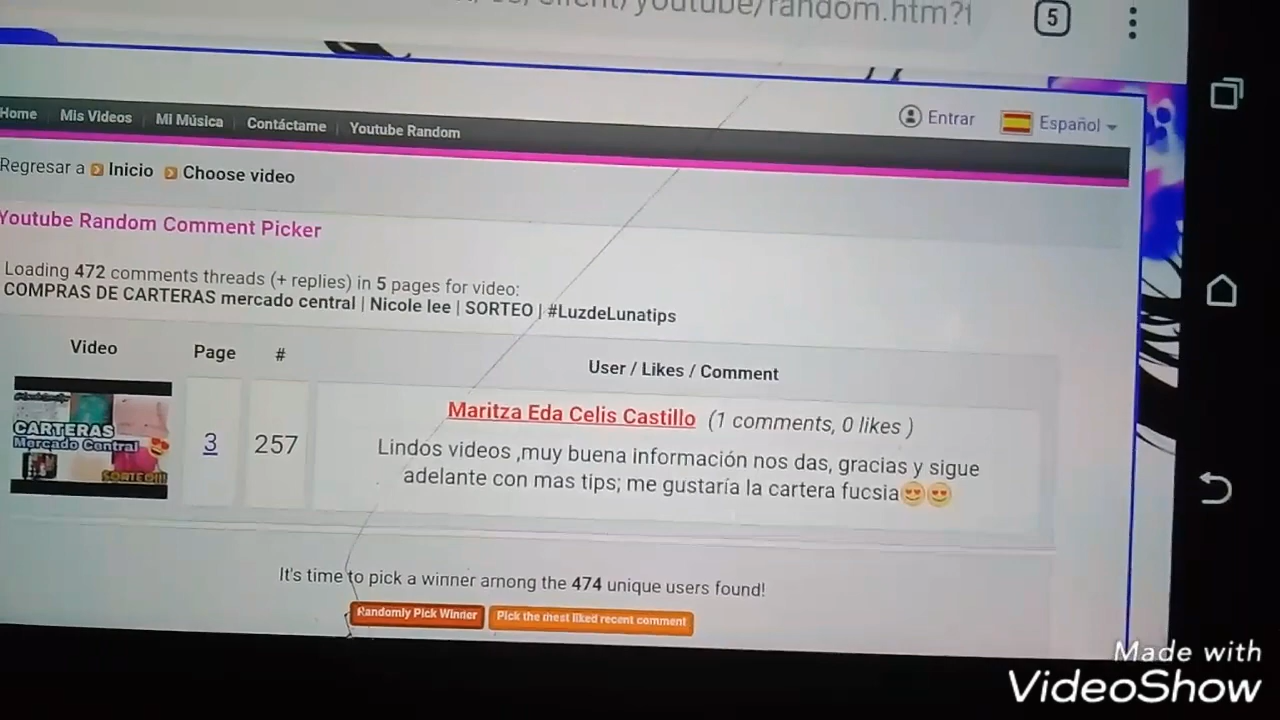 /client/youtube/random.htm?
5
Home Mis Videos Mi Música Contáctame Youtube Random
Entrar Español
Regresar a Inicio Choose video
Youtube Random Comment Picker
Loading 472 comments threads (+ replies) in 5 pages for video:
COMPRAS DE CARTERAS mercado central | Nicole lee | SORTEO | #LuzdeLunatips
Video Page # User / Likes / Comment
CARTERAS
Mercado Central
SORTEO!!!
3 257
Maritza Eda Celis Castillo (1 comments, 0 likes )
Lindos videos ,muy buena información nos das, gracias y sigue
adelante con mas tips; me gustaría la cartera fucsia😍😍
It's time to pick a winner among the 474 unique users found!
Randomly Pick Winner Pick the most liked recent comment
Made with
VideoShow